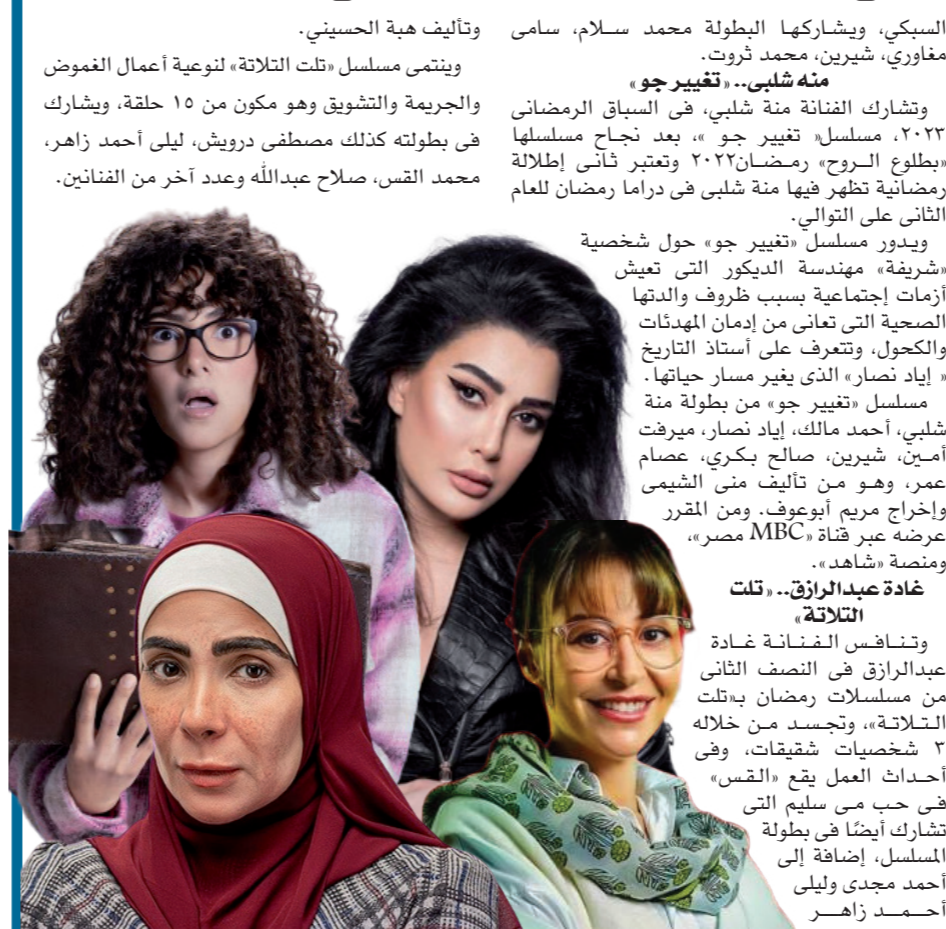 السبكي، ويشاركها البطولة محمد سلام، سامى
مغاوري، شيرين، محمد ثروت.
منه شلبى.. «تغيير جو»
وتشارك الفنانة منة شلبي، فى السباق الرمضانى
٢٠٢٣، مسلسل« تغيير جو »، بعد نجاح مسلسلها
«بطلوع الروح» رمضان٢٠٢٢ وتعتبر ثانى إطلالة
رمضانية تظهر فيها منة شلبى فى دراما رمضان للعام
الثانى على التوالي.
ويدور مسلسل «تغيير جو» حول شخصية
«شريفة» مهندسة الديكور التى تعيش
أزمات إجتماعية بسبب ظروف والدتها
الصحية التى تعانى من إدمان المهدئات
والكحول، وتتعرف على أستاذ التاريخ
« إياد نصار» الذى يغير مسار حياتها.
مسلسل «تغيير جو» من بطولة منة
شلبي، أحمد مالك، إياد نصار، ميرفت
أمين، شيرين، صالح بكري، عصام
عمر، وهو من تأليف منى الشيمى
وإخراج مريم أبوعوف. ومن المقرر
عرضه عبر قناة «MBC مصر»،
ومنصة «شاهد».
غادة عبدالرازق.. «تلت
التلاتة»
وتنافس الفنانة غادة
عبدالرازق فى النصف الثانى
من مسلسلات رمضان بـ«تلت
التلاتة»، وتجسد من خلاله
٣ شخصيات شقيقات، وفى
أحداث العمل يقع «القس»
فى حب مى سليم التى
تشارك أيضًا فى بطولة
المسلسل، إضافة إلى
أحمد مجدى وليلى
أحمد زاهر
وتأليف هبة الحسيني.
وينتمى مسلسل «تلت التلاتة» لنوعية أعمال الغموض
والجريمة والتشويق وهو مكون من ١٥ حلقة، ويشارك
فى بطولته كذلك مصطفى درويش، ليلى أحمد زاهر،
محمد القس، صلاح عبدالله وعدد آخر من الفنانين.